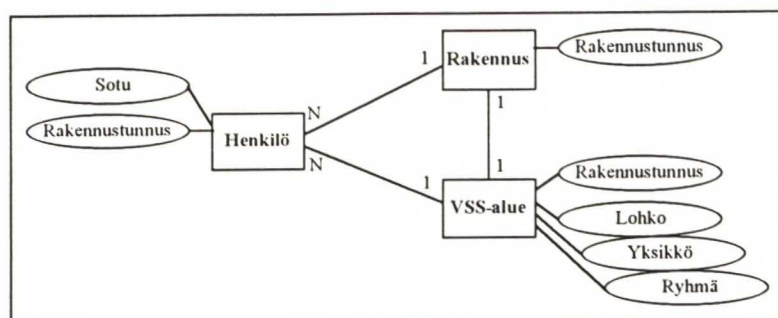 Rakennus
Rakennustunnus
1
Sotu
N
1
Rakennustunnus
Henkilö
N
1
1
VSS-alue
Rakennustunnus
Lohko
Yksikkö
Ryhmä